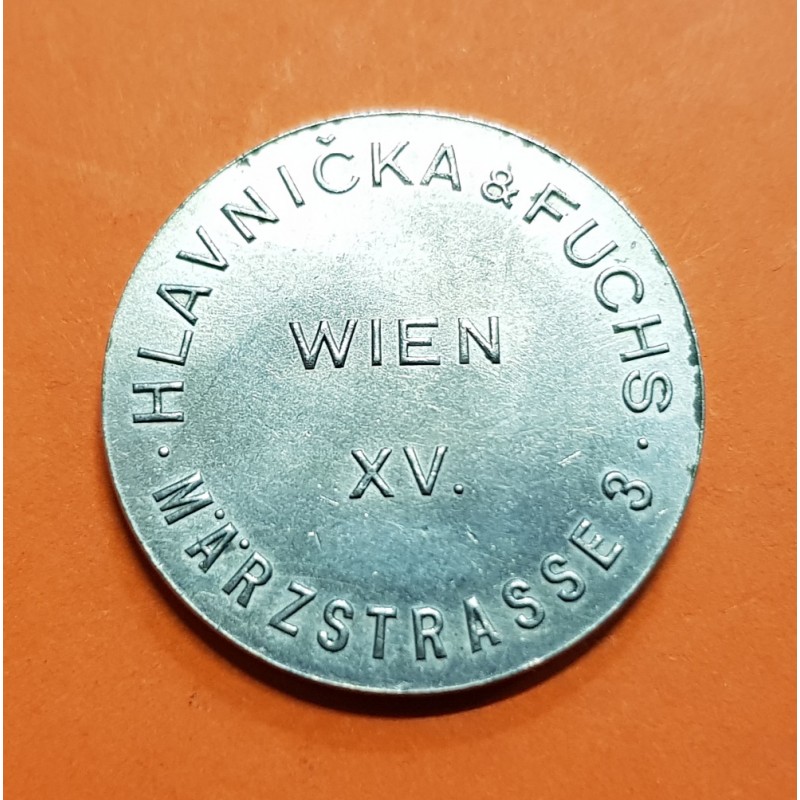 HLAVNIČKA & FUCHS
WIEN
XV.
· MÄRZSTRASSE 3 ·